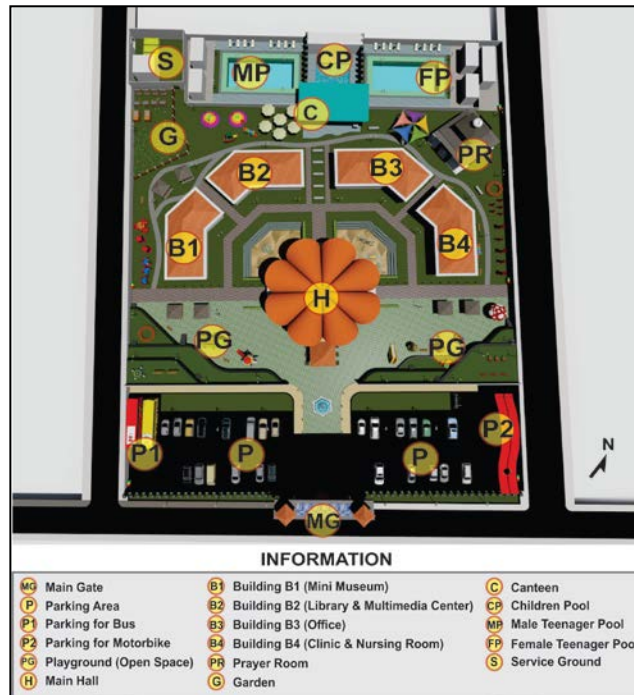 S
MP
CP
FP
C
G
PR
B2
B3
B1
B4
H
PG
PG
P1
P
P
P2
N
MG
INFORMATION
MG Main Gate
P Parking Area
P1 Parking for Bus
P2 Parking for Motorbike
PG Playground (Open Space)
H Main Hall
B1 Building B1 (Mini Museum)
B2 Building B2 (Library & Multimedia Center)
B3 Building B3 (Office)
B4 Building B4 (Clinic & Nursing Room)
PR Prayer Room
G Garden
C Canteen
CP Children Pool
MP Male Teenager Pool
FP Female Teenager Pool
S Service Ground